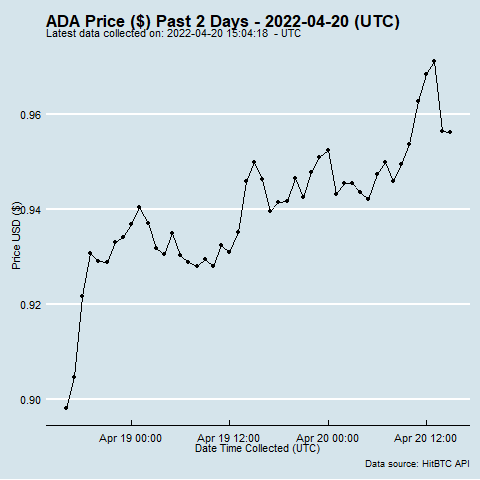 ADA Price ($) Past 2 Days - 2022-04-20 (UTC)
Latest data collected on: 2022-04-20 15:04:18 - UTC
0.96
0.94
0.92
0.90
Price USD ($)
Apr 19 00:00 Apr 19 12:00 Apr 20 00:00 Apr 20 12:00
Date Time Collected (UTC)
Data source: HitBTC API